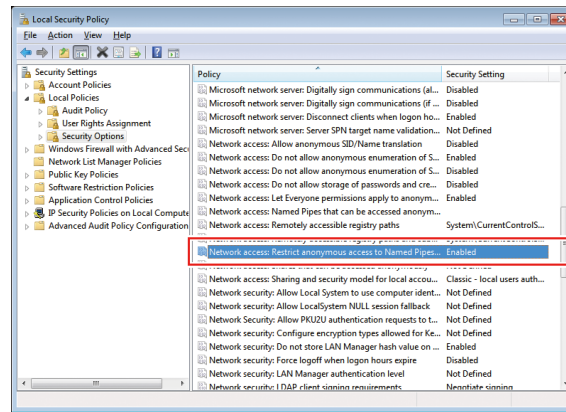 Local Security Policy
File Action View Help
Security Settings
Account Policies
Local Policies
Audit Policy
User Rights Assignment
Security Options
Windows Firewall with Advanced Secu
Network List Manager Policies
Public Key Policies
Software Restriction Policies
Application Control Policies
IP Security Policies on Local Compute
Advanced Audit Policy Configuration
Policy Security Setting
Microsoft network server: Digitally sign communications (al... Disabled
Microsoft network server: Digitally sign communications (if ... Disabled
Microsoft network server: Disconnect clients when logon ho... Enabled
Microsoft network server: Server SPN target name validation... Not Defined
Network access: Allow anonymous SID/Name translation Disabled
Network access: Do not allow anonymous enumeration of S... Enabled
Network access: Do not allow anonymous enumeration of S... Disabled
Network access: Do not allow storage of passwords and cre... Disabled
Network access: Let Everyone permissions apply to anonym... Enabled
Network access: Named Pipes that can be accessed anonym...
Network access: Remotely accessible registry paths System\CurrentControlS...
Network access: Restrict anonymous access to Named Pipes... Enabled
Network access: Sharing and security model for local accou... Classic - local users auth...
Network security: Allow Local System to use computer ident... Not Defined
Network security: Allow LocalSystem NULL session fallback Not Defined
Network Security: Allow PKU2U authentication requests to t... Not Defined
Network security: Configure encryption types allowed for Ke... Not Defined
Network security: Do not store LAN Manager hash value on ... Enabled
Network security: Force logoff when logon hours expire Disabled
Network security: LAN Manager authentication level Not Defined
Network security: LDAP client signing requirements Negotiate signing